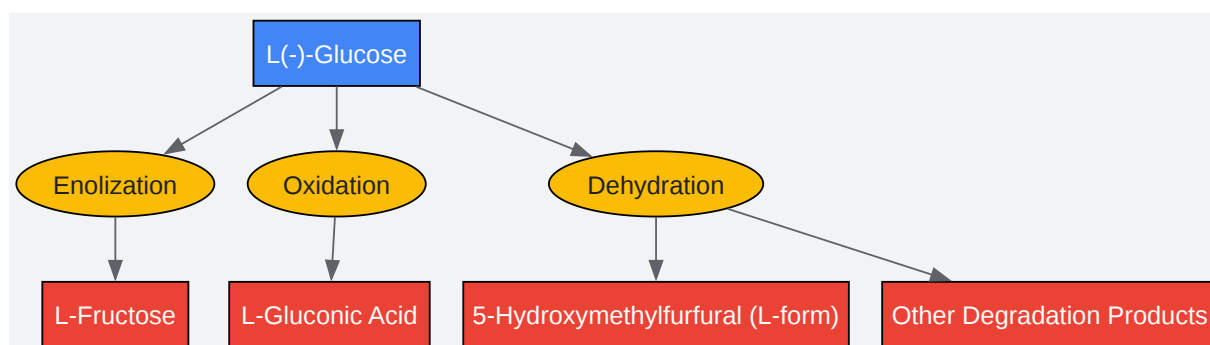 L(-)-Glucose
Enolization
Oxidation
Dehydration
L-Fructose
L-Gluconic Acid
5-Hydroxymethylfurfural (L-form)
Other Degradation Products